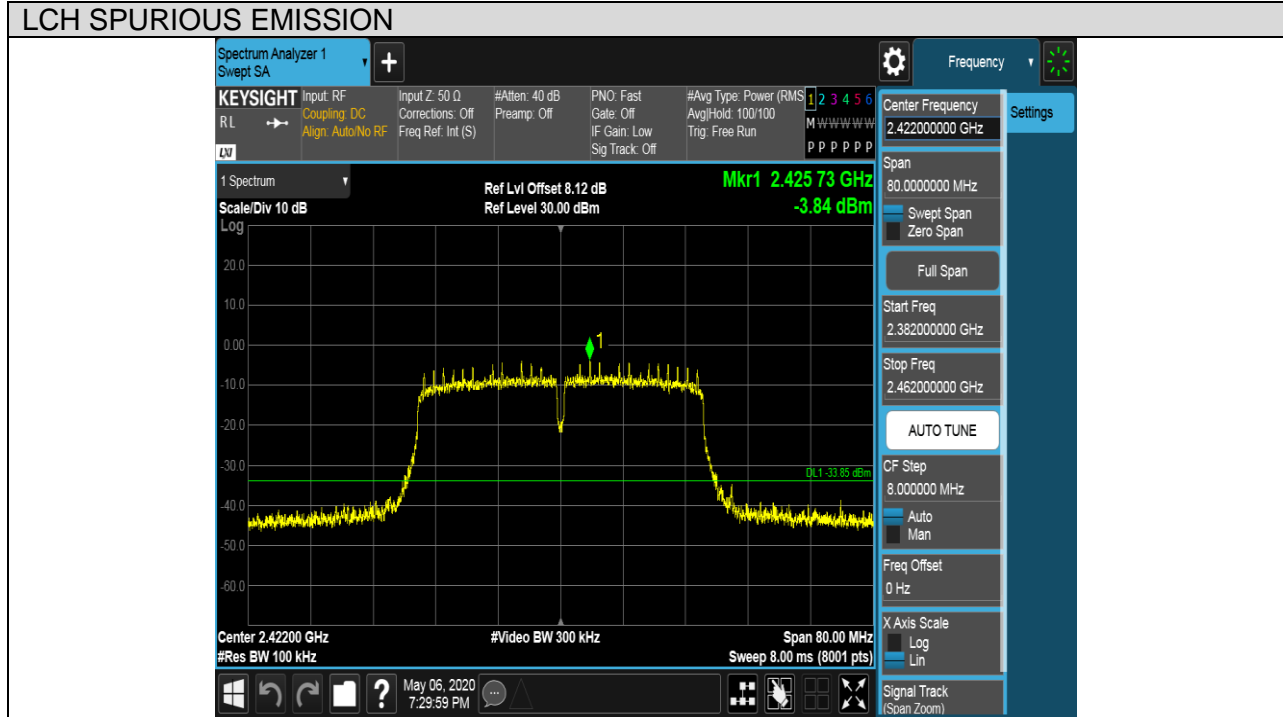 LCH SPURIOUS EMISSION
Spectrum Analyzer 1
Swept SA
+
Frequency
KEYSIGHT
RL
LXI
Input: RF
Coupling: DC
Align: Auto/No RF
Input Z: 50 Ω
Corrections: Off
Freq Ref: Int (S)
#Atten: 40 dB
Preamp: Off
PNO: Fast
Gate: Off
IF Gain: Low
Sig Track: Off
#Avg Type: Power (RMS
Avg|Hold: 100/100
Trig: Free Run
1 2 3 4 5 6
M W W W W W
P P P P P P
1 Spectrum
Scale/Div 10 dB
Log
Ref Lvl Offset 8.12 dB
Ref Level 30.00 dBm
Mkr1 2.425 73 GHz
-3.84 dBm
20.0
10.0
0.00
1
-10.0
-20.0
-30.0
DL1 -33.85 dBm
-40.0
-50.0
-60.0
Center 2.42200 GHz
#Res BW 100 kHz
#Video BW 300 kHz
Span 80.00 MHz
Sweep 8.00 ms (8001 pts)
Center Frequency
2.422000000 GHz
Settings
Span
80.0000000 MHz
Swept Span
Zero Span
Full Span
Start Freq
2.382000000 GHz
Stop Freq
2.462000000 GHz
AUTO TUNE
CF Step
8.000000 MHz
Auto
Man
Freq Offset
0 Hz
X Axis Scale
Log
Lin
Signal Track
(Span Zoom)
?
May 06, 2020
7:29:59 PM